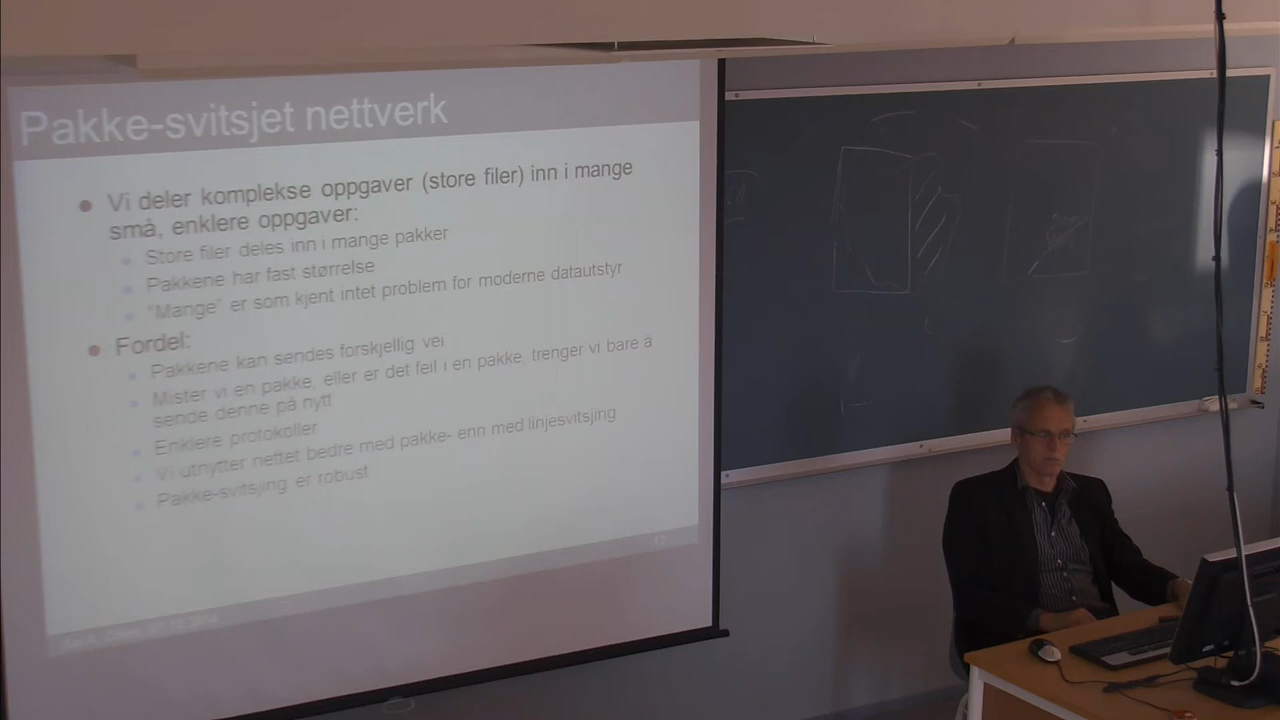 Pakke-svitsjet nettverk
Vi deler komplekse oppgaver (store filer) inn i mange
små, enklere oppgaver:
Store filer deles inn i mange pakker
Pakkene har fast størrelse
"Mange" er som kjent intet problem for moderne datautstyr
Fordel:
Pakkene kan sendes forskjellig vei
Mister vi en pakke, eller er det feil i en pakke, trenger vi bare å
sende denne på nytt
Enklere protokoller
Vi utnytter nettet bedre med pakke- enn med linjesvitsjing
Pakke-svitsjing er robust